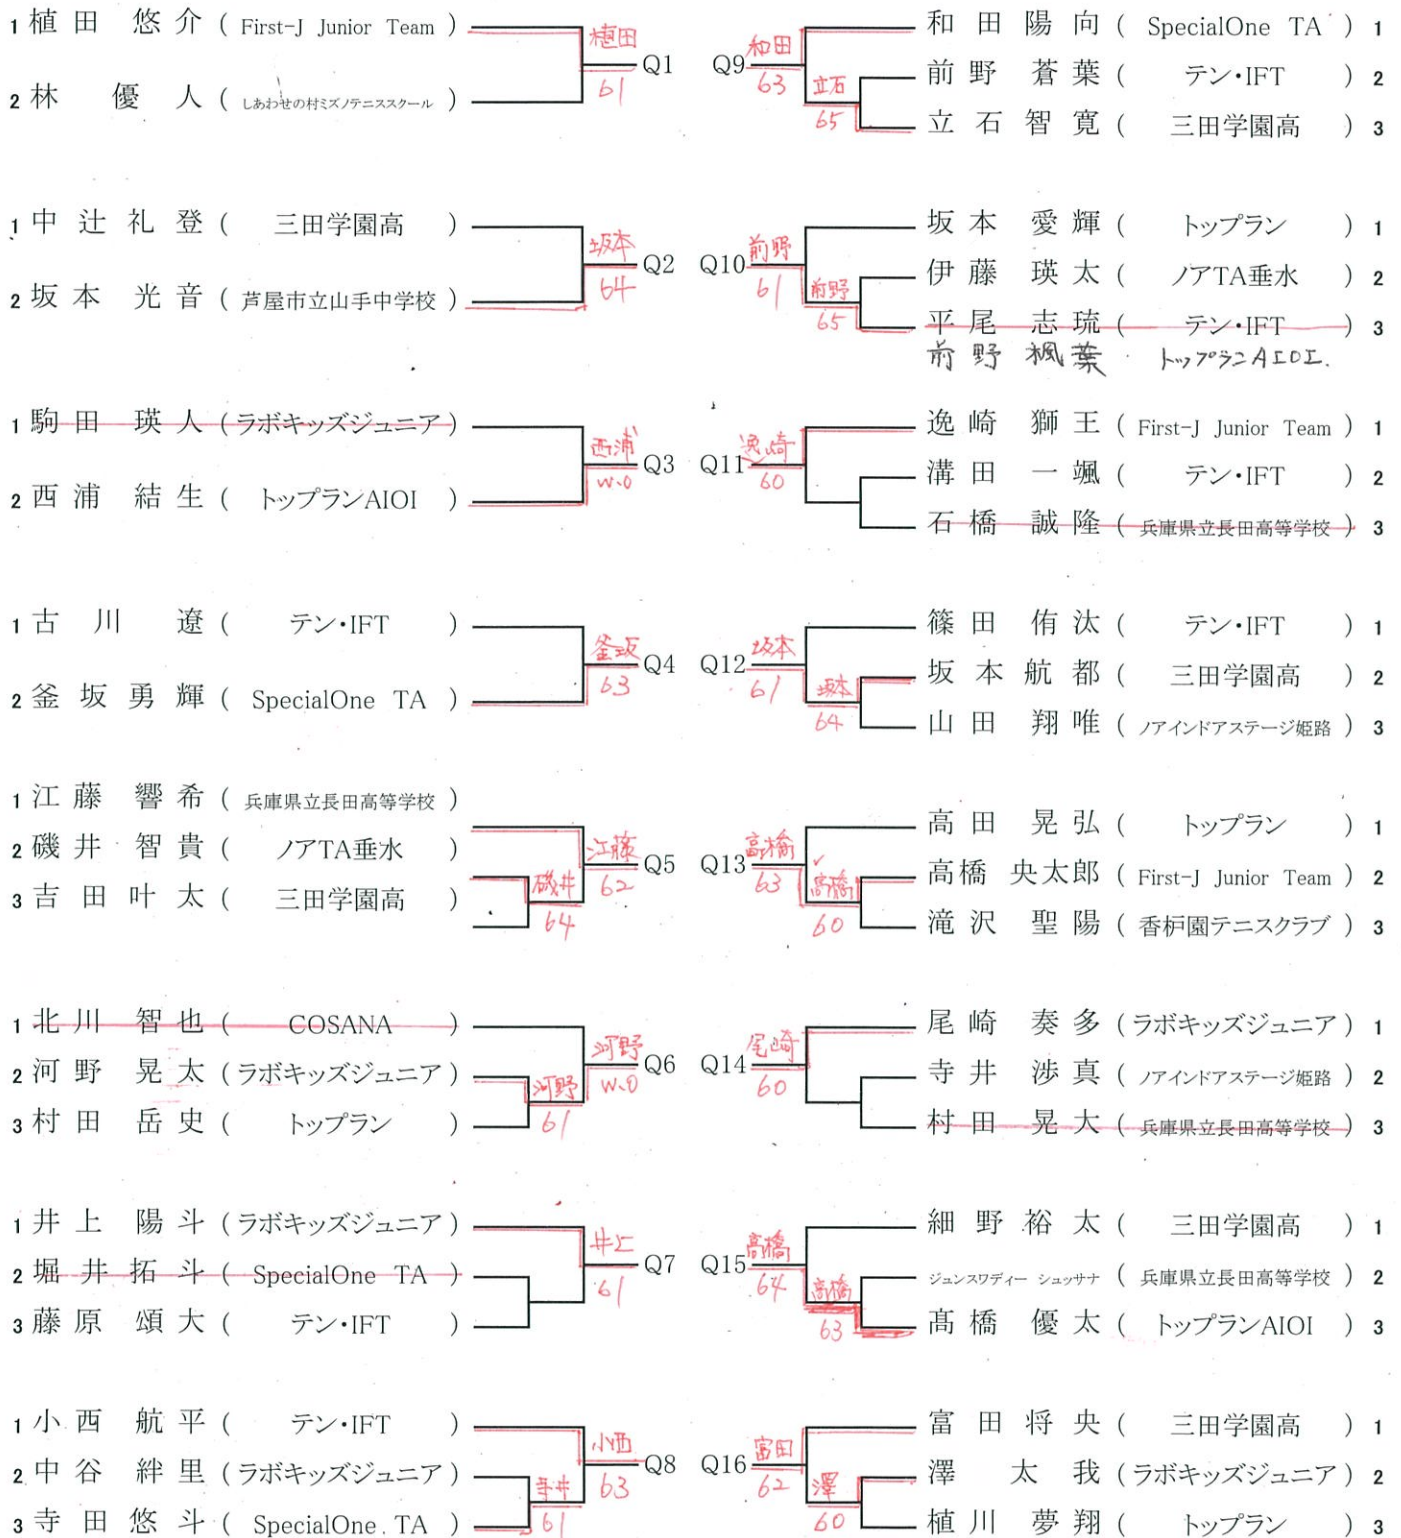 1 植田 悠介 ( First-J Junior Team )
植田 Q1
61
2 林 優人 ( しあわせの村ミズノテニススクール )
1 中辻礼登 ( 三田学園高 )
坂本 Q2
64
2 坂本 光音 ( 芦屋市立山手中学校 )
1 駒田 瑛人 ( ラボキッズジュニア )
西浦 Q3
W.O
2 西浦 結生 ( トップランAIOI )
1 古川 遼 ( テン・IFT )
釜坂 Q4
63
2 釜坂勇輝 ( SpecialOne TA )
1 江藤 響希 ( 兵庫県立長田高等学校 )
2 磯井 智貴 ( ノアTA垂水 )
江藤 Q5
62
3 吉田叶太 ( 三田学園高 )
磯井
64
1 北川 智也 ( COSANA )
河野 Q6
W.O
2 河野 晃太 ( ラボキッズジュニア )
河野
61
3 村田 岳史 ( トップラン )
1 井上 陽斗 ( ラボキッズジュニア )
井上 Q7
61
2 堀井拓斗 ( SpecialOne TA )
3 藤原 頌大 ( テン・IFT )
1 小西 航平 ( テン・IFT )
小西 Q8
63
2 中谷 絆里 ( ラボキッズジュニア )
寺井
61
3 寺田悠斗 ( SpecialOne TA )
和田陽向 ( SpecialOne TA ) 1
Q9 和田
63
前野 蒼葉 ( テン・IFT ) 2
立石
65
立石智寛 ( 三田学園高 ) 3
坂本 愛輝 ( トップラン ) 1
Q10 前野
61
伊藤 瑛太 ( ノアTA垂水 ) 2
前野
65
平尾 志琉 ( テン・IFT ) 3
前野 楓葉 トップランAIOI.
逸崎 獅王 ( First-J Junior Team ) 1
Q11 逸崎
60
溝田 一颯 ( テン・IFT ) 2
石橋 誠隆 ( 兵庫県立長田高等学校 ) 3
篠田 侑汰 ( テン・IFT ) 1
Q12 坂本
61
坂本航都 ( 三田学園高 ) 2
坂本
64
山田 翔唯 ( ノアインドアステージ姫路 ) 3
高田 晃弘 ( トップラン ) 1
Q13 高橋
63
高橋 央太郎 ( First-J Junior Team ) 2
高橋
60
滝沢 聖陽 ( 香枦園テニスクラブ ) 3
尾崎 奏多 ( ラボキッズジュニア ) 1
Q14 尾崎
60
寺井 渉真 ( ノアインドアステージ姫路 ) 2
村田 晃大 ( 兵庫県立長田高等学校 ) 3
細野裕太 ( 三田学園高 ) 1
Q15 高橋
64
ジュンスワディー シュッサナ ( 兵庫県立長田高等学校 ) 2
高橋
63
髙橋 優太 ( トップランAIOI ) 3
富田将央 ( 三田学園高 ) 1
Q16 富田
62
澤 太我 ( ラボキッズジュニア ) 2
澤
60
植川 夢翔 ( トップラン ) 3